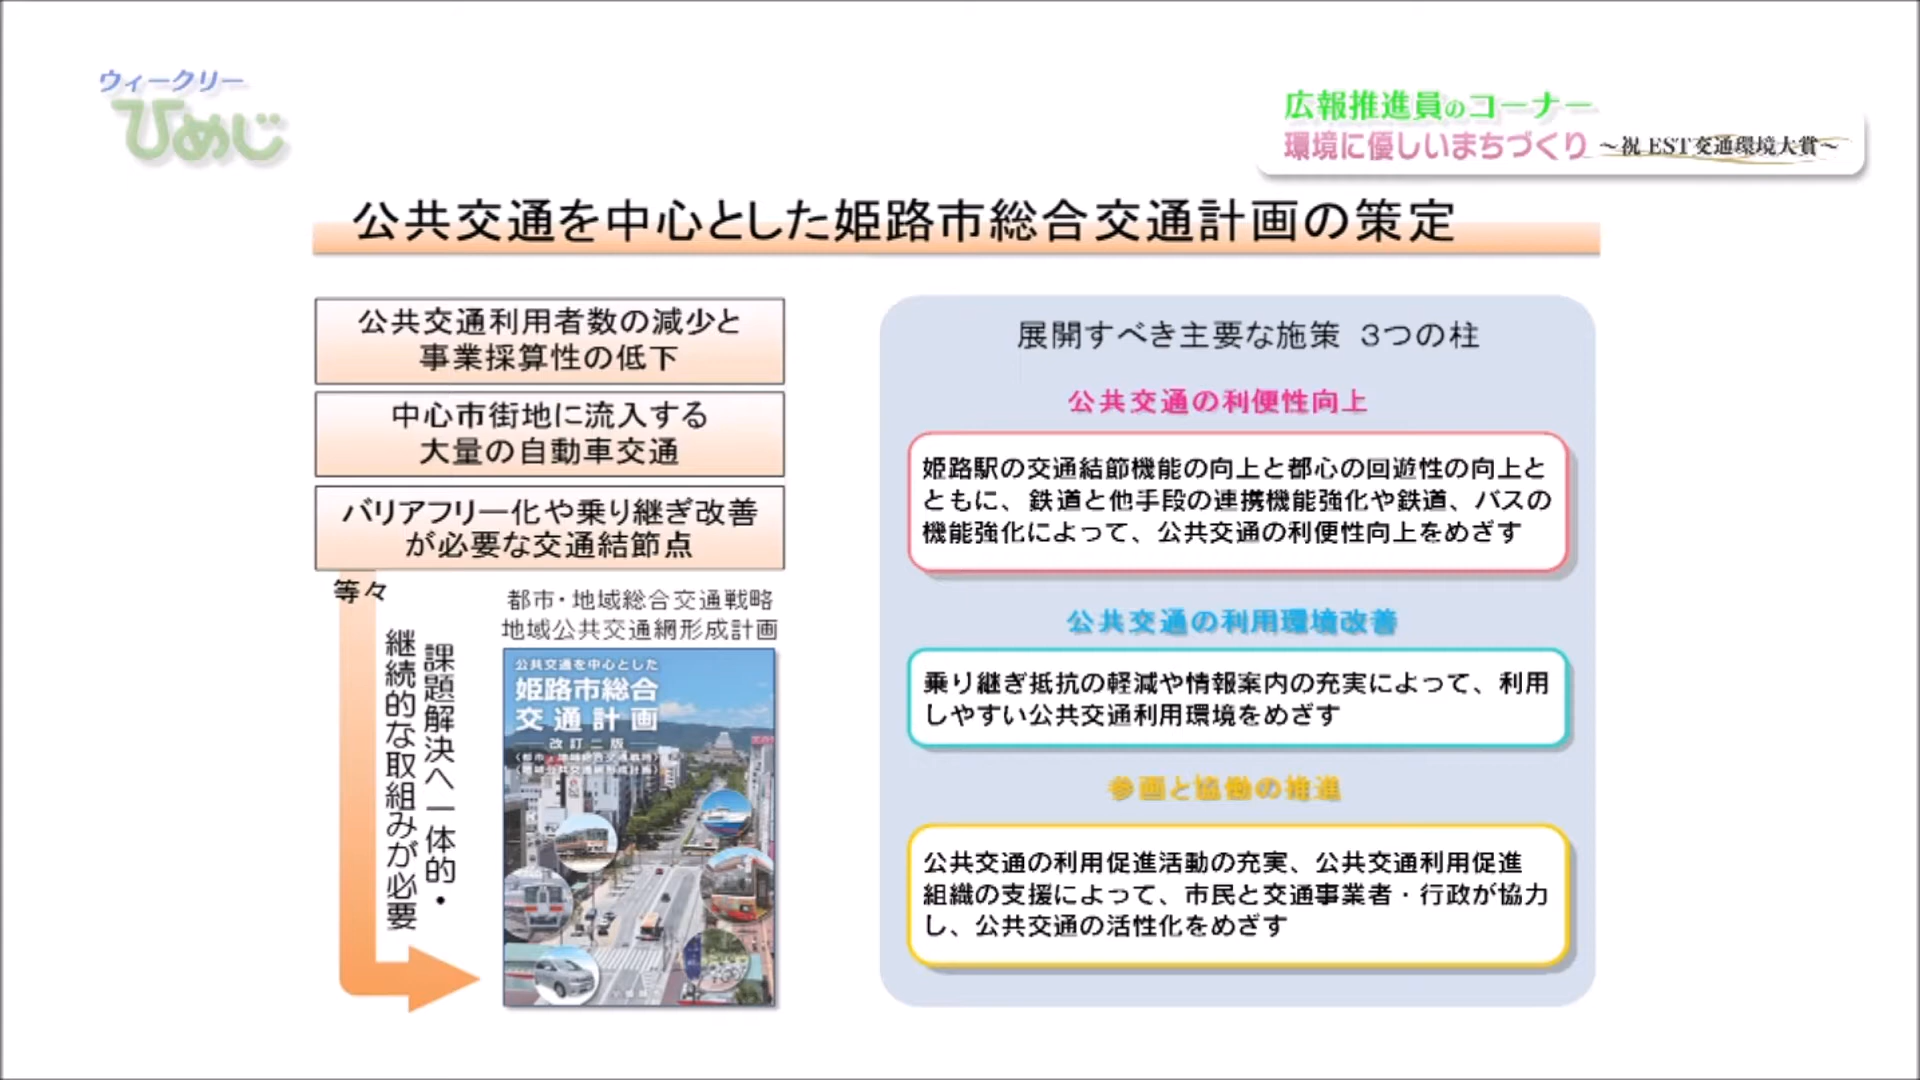 ウィークリー
ひめじ
広報推進員のコーナー
環境に優しいまちづくり ～祝 EST交通環境大賞～
公共交通を中心とした姫路市総合交通計画の策定
公共交通利用者数の減少と
事業採算性の低下
中心市街地に流入する
大量の自動車交通
バリアフリー化や乗り継ぎ改善
が必要な交通結節点
等々
課題解決へ一体的・
継続的な取組みが必要
都市・地域総合交通戦略
地域公共交通網形成計画
公共交通を中心とした
姫路市総合
交通計画
改訂二版
展開すべき主要な施策 3つの柱
公共交通の利便性向上
姫路駅の交通結節機能の向上と都心の回遊性の向上と
ともに、鉄道と他手段の連携機能強化や鉄道、バスの
機能強化によって、公共交通の利便性向上をめざす
公共交通の利用環境改善
乗り継ぎ抵抗の軽減や情報案内の充実によって、利用
しやすい公共交通利用環境をめざす
参画と協働の推進
公共交通の利用促進活動の充実、公共交通利用促進
組織の支援によって、市民と交通事業者・行政が協力
し、公共交通の活性化をめざす